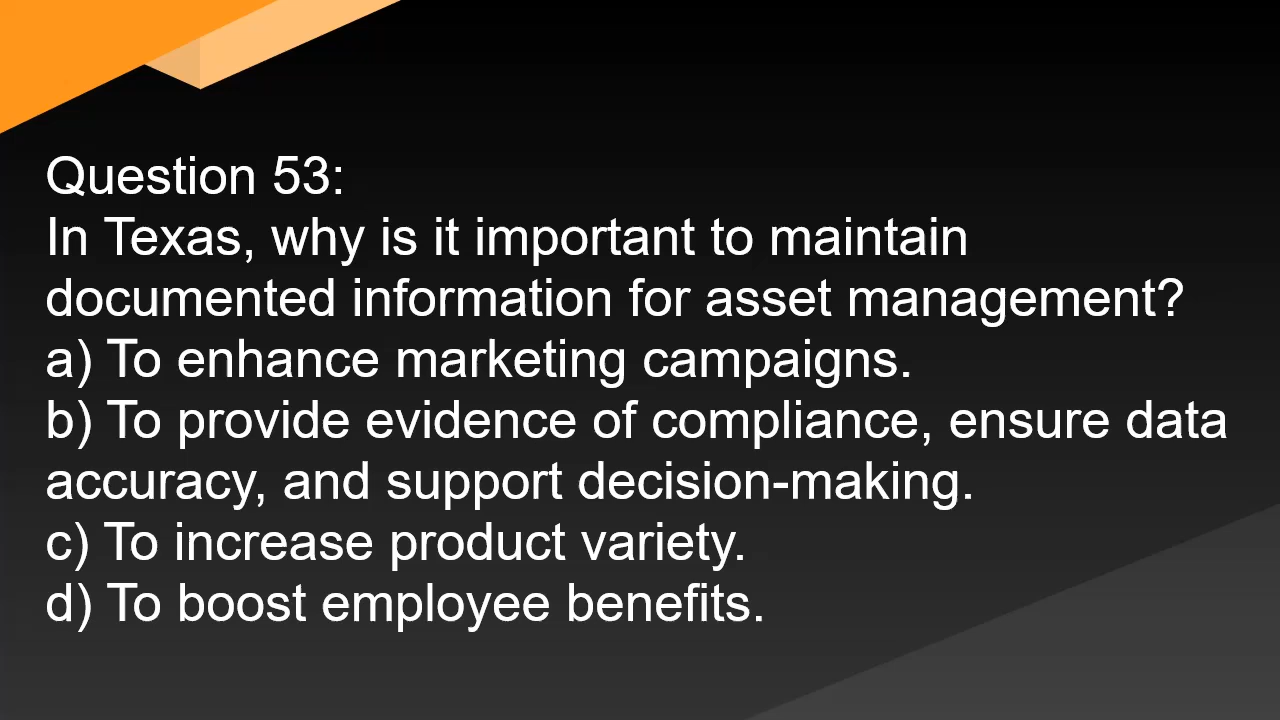 Question 53:
In Texas, why is it important to maintain
documented information for asset management?
a) To enhance marketing campaigns.
b) To provide evidence of compliance, ensure data
accuracy, and support decision-making.
c) To increase product variety.
d) To boost employee benefits.